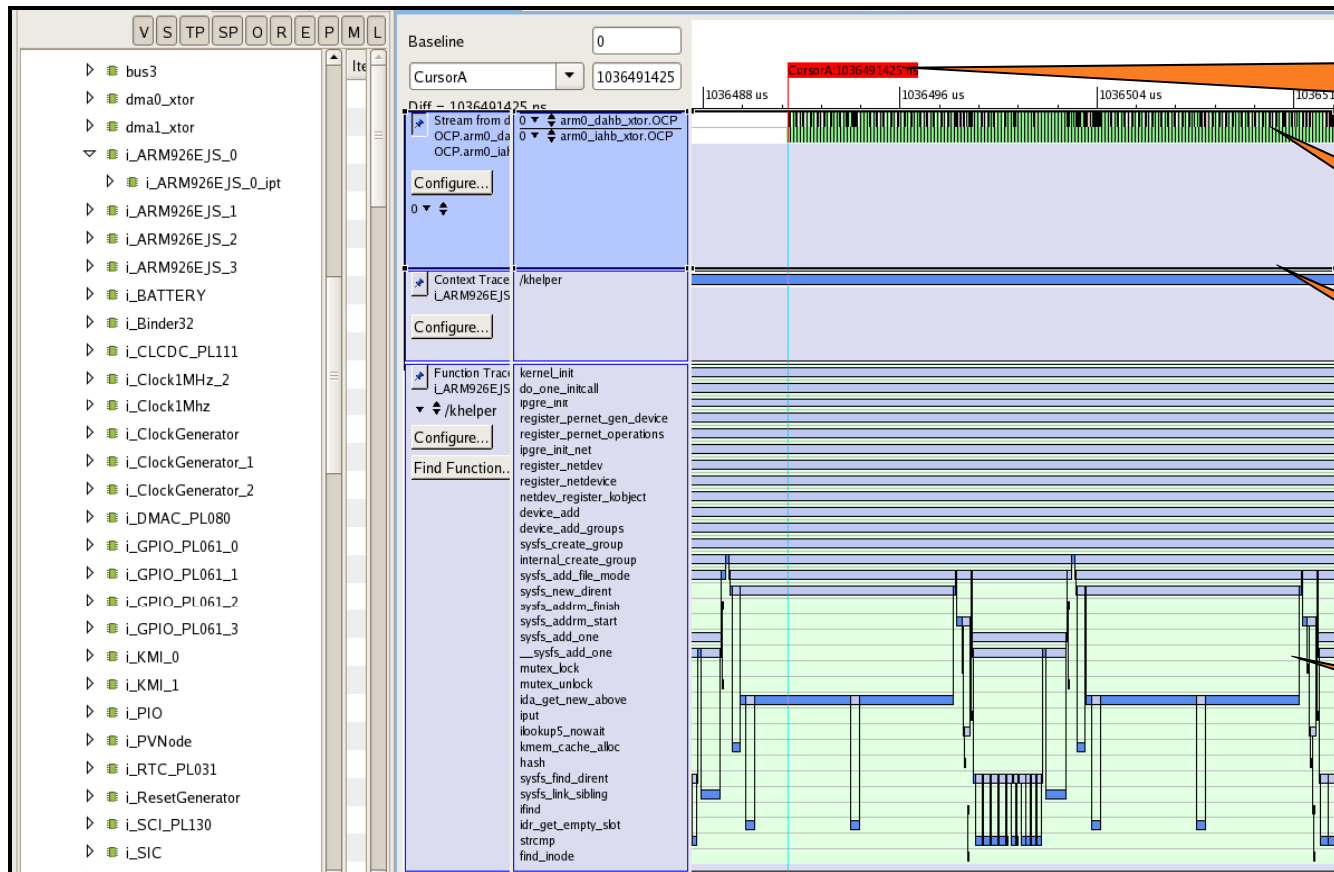 V S TP SP O R E P M L
bus3
dma0_xtor
dma1_xtor
i_ARM926EJS_0
i_ARM926EJS_0_ipt
i_ARM926EJS_1
i_ARM926EJS_2
i_ARM926EJS_3
i_BATTERY
i_Binder32
i_CLCDC_PL111
i_Clock1MHz_2
i_Clock1Mhz
i_ClockGenerator
i_ClockGenerator_1
i_ClockGenerator_2
i_DMAC_PL080
i_GPIO_PL061_0
i_GPIO_PL061_1
i_GPIO_PL061_2
i_GPIO_PL061_3
i_KMI_0
i_KMI_1
i_PIO
i_PVNode
i_RTC_PL031
i_ResetGenerator
i_SCI_PL130
i_SIC
Ite
Baseline 0
CursorA 1036491425
Diff = 1036491425 ns
CursorA:1036491425 ns
1036488 us 1036496 us 1036504 us 103651
Stream from d
OCP.arm0_da
OCP.arm0_iah
Configure...
0
0 arm0_dahb_xtor.OCP
0 arm0_iahb_xtor.OCP
Context Trace
i_ARM926EJS
Configure...
/khelper
Function Trac
i_ARM926EJS
/khelper
Configure...
Find Function..
kernel_init
do_one_initcall
ipgre_init
register_pernet_gen_device
register_pernet_operations
ipgre_init_net
register_netdev
register_netdevice
netdev_register_kobject
device_add
device_add_groups
sysfs_create_group
internal_create_group
sysfs_add_file_mode
sysfs_new_dirent
sysfs_addrm_finish
sysfs_addrm_start
sysfs_add_one
__sysfs_add_one
mutex_lock
mutex_unlock
ida_get_new_above
iput
ilookup5_nowait
kmem_cache_alloc
hash
sysfs_find_dirent
sysfs_link_sibling
ifind
idr_get_empty_slot
strcmp
find_inode